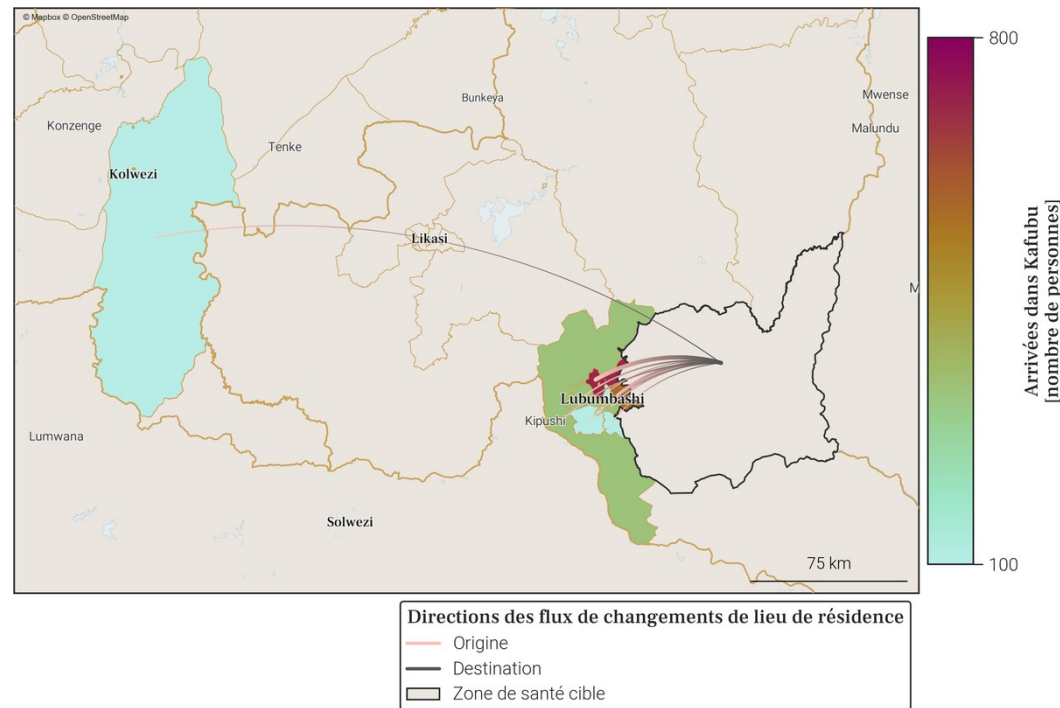 © Mapbox © OpenStreetMap
Bunkeya
Mwense
Konzenge
Malundu
Tenke
Kolwezi
Likasi
M
Lubumbashi
Kipushi
Lumwana
Solwezi
75 km
800
100
Arrivées dans Kafubu
[nombre de personnes]
Directions des flux de changements de lieu de résidence
Origine
Destination
Zone de santé cible